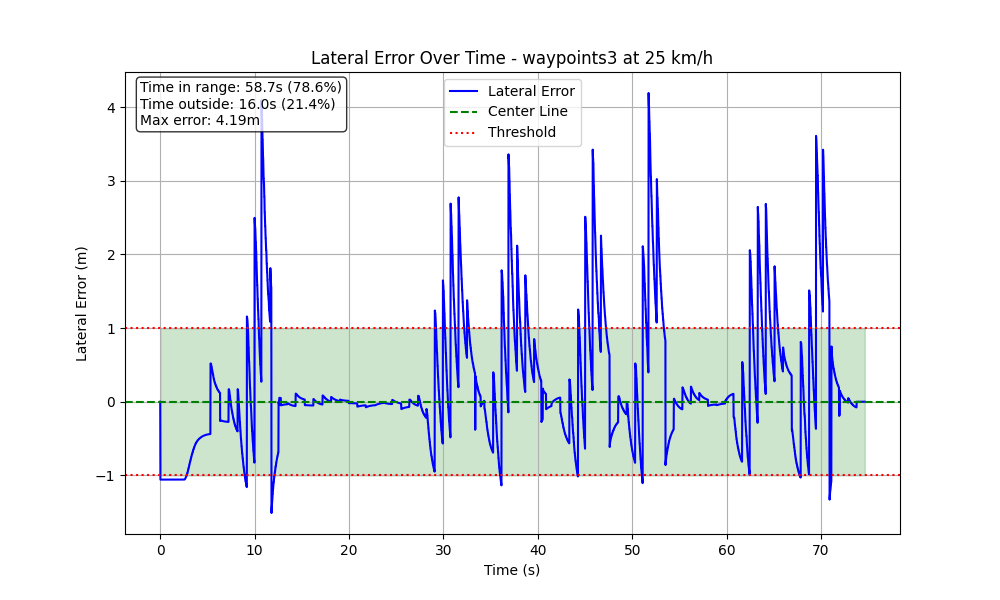 Lateral Error Over Time - waypoints3 at 25 km/h
Time in range: 58.7s (78.6%)
Time outside: 16.0s (21.4%)
Max error: 4.19m
Lateral Error
Center Line
Threshold
Lateral Error (m)
4
3
2
1
0
−1
0 10 20 30 40 50 60 70
Time (s)